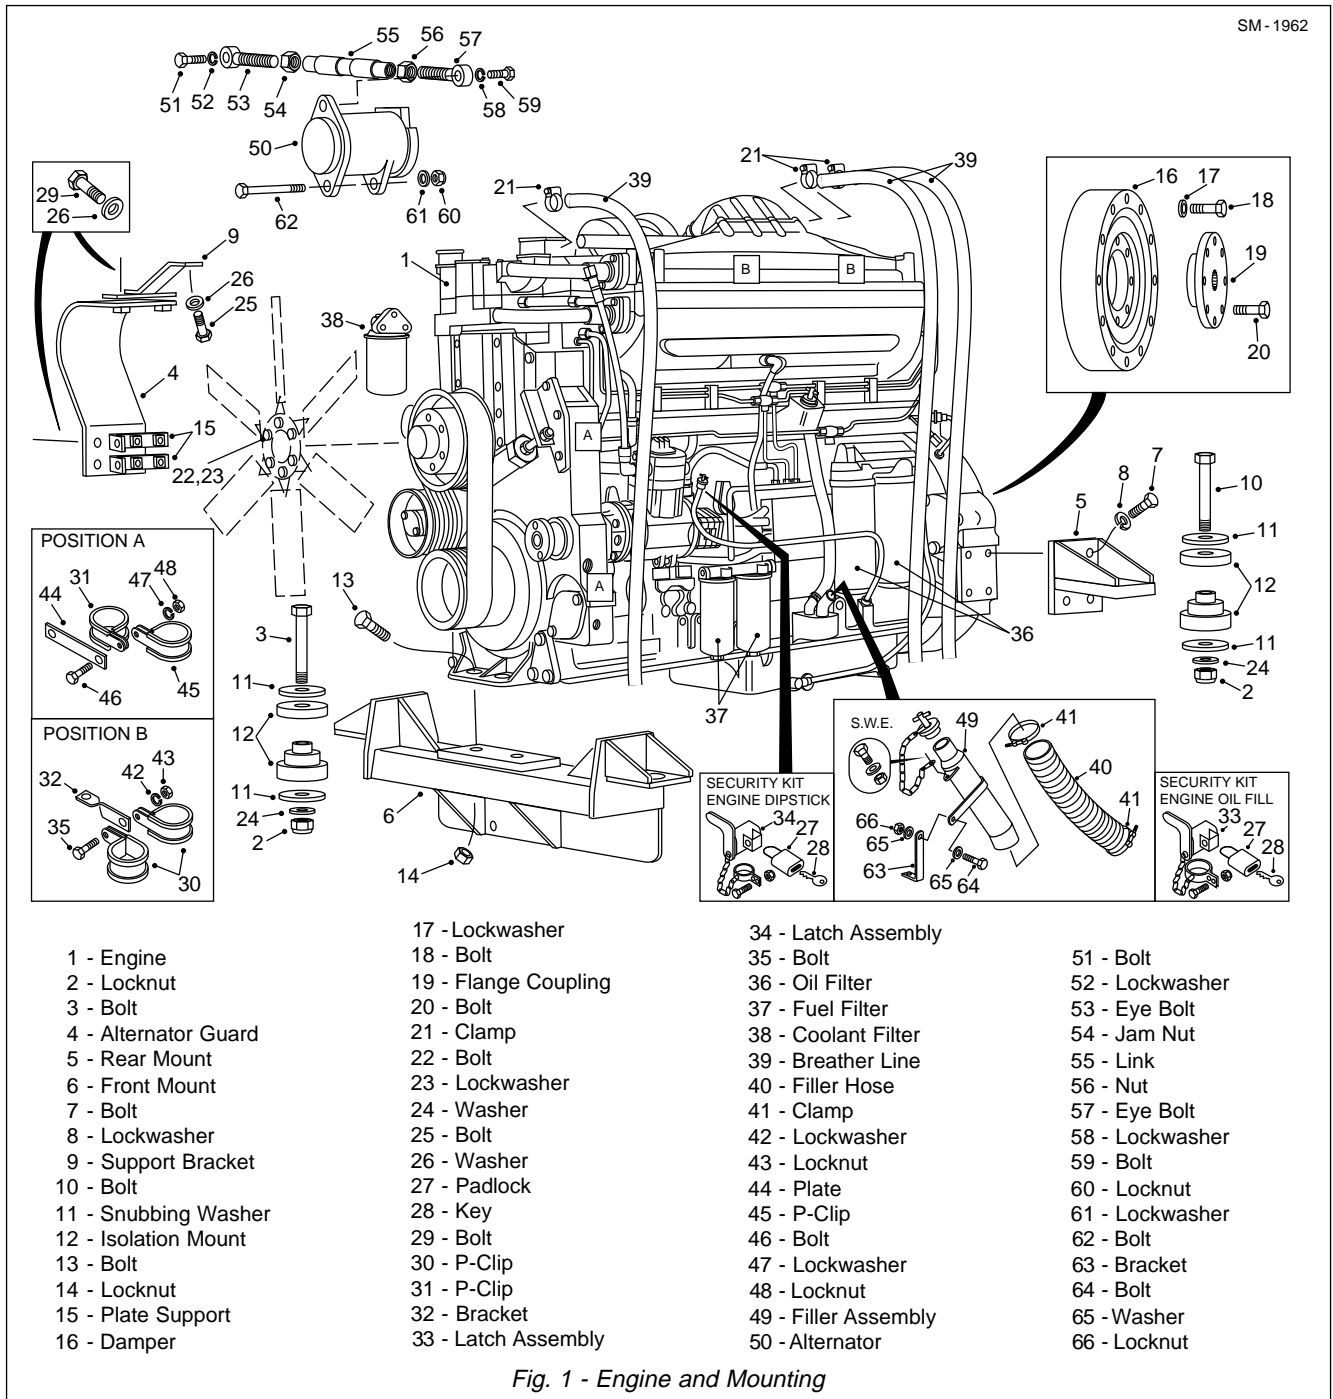 SM - 1962
55
56
57
51
52
53
54
58
59
50
62
61
60
21
39
21
39
29
26
9
26
25
1
38
4
15
22,23
B
B
A
A
16
17
18
19
20
7
8
5
10
11
12
11
24
2
13
3
11
12
11
24
2
6
14
36
37
POSITION A
31
47
48
44
46
45
POSITION B
32
42
43
35
30
SECURITY KIT
ENGINE DIPSTICK
34
27
28
S.W.E.
49
41
40
41
66
65
63
65
64
SECURITY KIT
ENGINE OIL FILL
33
27
28
1 - Engine
2 - Locknut
3 - Bolt
4 - Alternator Guard
5 - Rear Mount
6 - Front Mount
7 - Bolt
8 - Lockwasher
9 - Support Bracket
10 - Bolt
11 - Snubbing Washer
12 - Isolation Mount
13 - Bolt
14 - Locknut
15 - Plate Support
16 - Damper
17 - Lockwasher
18 - Bolt
19 - Flange Coupling
20 - Bolt
21 - Clamp
22 - Bolt
23 - Lockwasher
24 - Washer
25 - Bolt
26 - Washer
27 - Padlock
28 - Key
29 - Bolt
30 - P-Clip
31 - P-Clip
32 - Bracket
33 - Latch Assembly
34 - Latch Assembly
35 - Bolt
36 - Oil Filter
37 - Fuel Filter
38 - Coolant Filter
39 - Breather Line
40 - Filler Hose
41 - Clamp
42 - Lockwasher
43 - Locknut
44 - Plate
45 - P-Clip
46 - Bolt
47 - Lockwasher
48 - Locknut
49 - Filler Assembly
50 - Alternator
51 - Bolt
52 - Lockwasher
53 - Eye Bolt
54 - Jam Nut
55 - Link
56 - Nut
57 - Eye Bolt
58 - Lockwasher
59 - Bolt
60 - Locknut
61 - Lockwasher
62 - Bolt
63 - Bracket
64 - Bolt
65 - Washer
66 - Locknut
Fig. 1 - Engine and Mounting